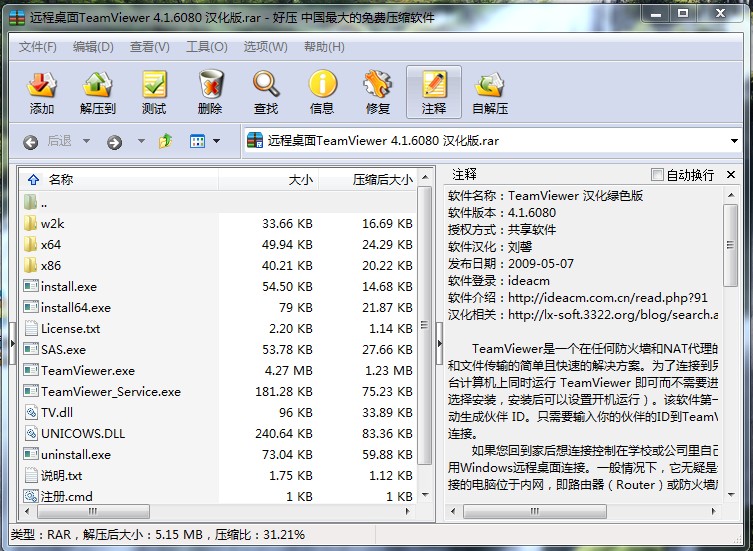 远程桌面TeamViewer 4.1.6080 汉化版.rar - 好压 中国最大的免费压缩软件
文件(F) 编辑(D) 查看(V) 工具(O) 选项(W) 帮助(H)
添加 解压到 测试 删除 查找 信息 修复 注释 自解压
后退 远程桌面TeamViewer 4.1.6080 汉化版.rar
名称 大小 压缩后大小
..
w2k 33.66 KB 16.69 KB
x64 49.94 KB 24.29 KB
x86 40.21 KB 20.22 KB
install.exe 54.50 KB 14.68 KB
install64.exe 79 KB 21.87 KB
License.txt 2.20 KB 1.14 KB
SAS.exe 53.78 KB 27.66 KB
TeamViewer.exe 4.27 MB 1.23 MB
TeamViewer_Service.exe 181.28 KB 75.23 KB
TV.dll 96 KB 33.89 KB
UNICOWS.DLL 240.64 KB 83.36 KB
uninstall.exe 73.04 KB 59.88 KB
说明.txt 1.75 KB 1.12 KB
注册.cmd 1 KB 1 KB
注释 自动换行
软件名称：TeamViewer 汉化绿色版
软件版本：4.1.6080
授权方式：共享软件
软件汉化：刘馨
发布日期：2009-05-07
软件登录：ideacm
软件介绍：http://ideacm.com.cn/read.php?91
汉化相关：http://lx-soft.3322.org/blog/search.a
TeamViewer是一个在任何防火墙和NAT代理的
和文件传输的简单且快速的解决方案。为了连接到另
台计算机上同时运行 TeamViewer 即可而不需要进
选择安装，安装后可以设置开机运行）。该软件第一
动生成伙伴 ID。只需要输入你的伙伴的ID到TeamV
连接。
如果您回到家后想连接控制在学校或公司里自己
用Windows远程桌面连接。一般情况下，它无疑是
接的电脑位于内网，即路由器（Router）或防火墙后
类型：RAR，解压后大小：5.15 MB，压缩比：31.21%